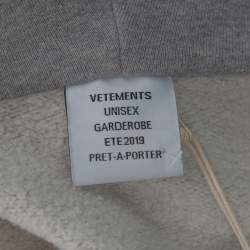 VETEMENTS
UNISEX
GARDEROBE
ETE2019
PRET-A-PORTER